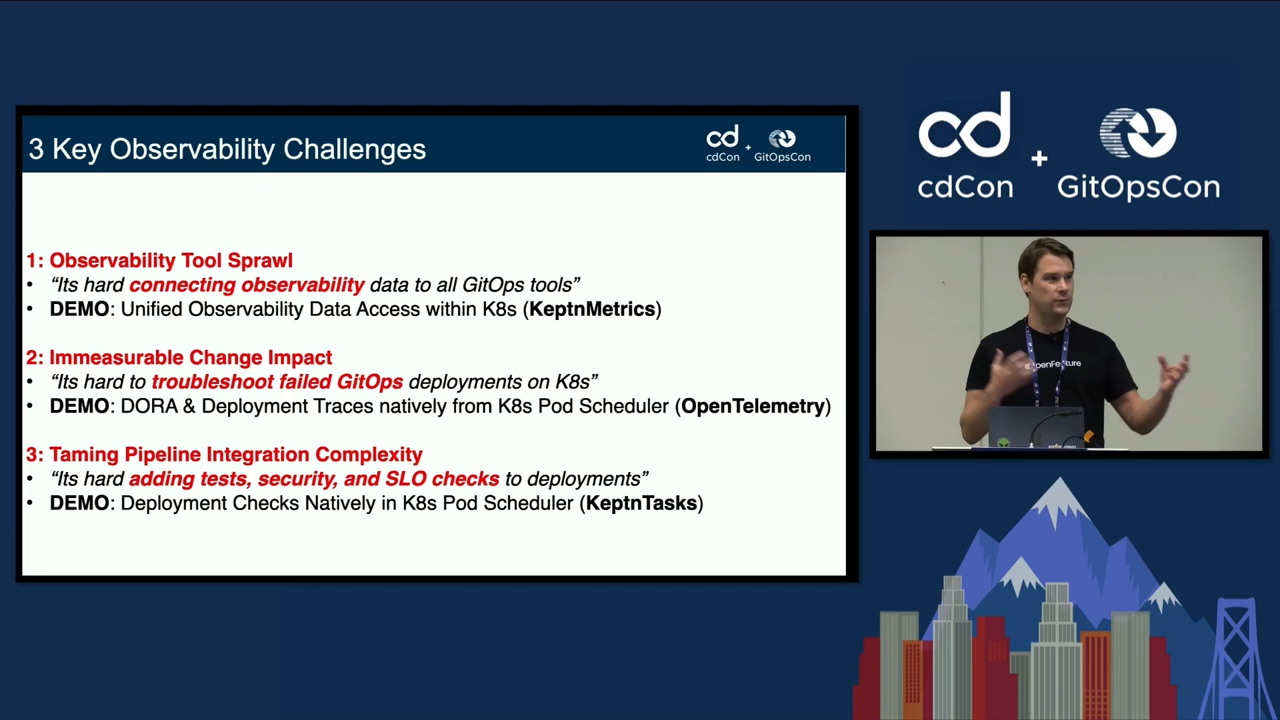 3 Key Observability Challenges
cd
cdCon
+
GitOpsCon
1: Observability Tool Sprawl
• “Its hard connecting observability data to all GitOps tools”
• DEMO: Unified Observability Data Access within K8s (KeptnMetrics)
2: Immeasurable Change Impact
• “Its hard to troubleshoot failed GitOps deployments on K8s”
• DEMO: DORA & Deployment Traces natively from K8s Pod Scheduler (OpenTelemetry)
3: Taming Pipeline Integration Complexity
• “Its hard adding tests, security, and SLO checks to deployments”
• DEMO: Deployment Checks Natively in K8s Pod Scheduler (KeptnTasks)
cd
cdCon
+
GitOpsCon
openFeature